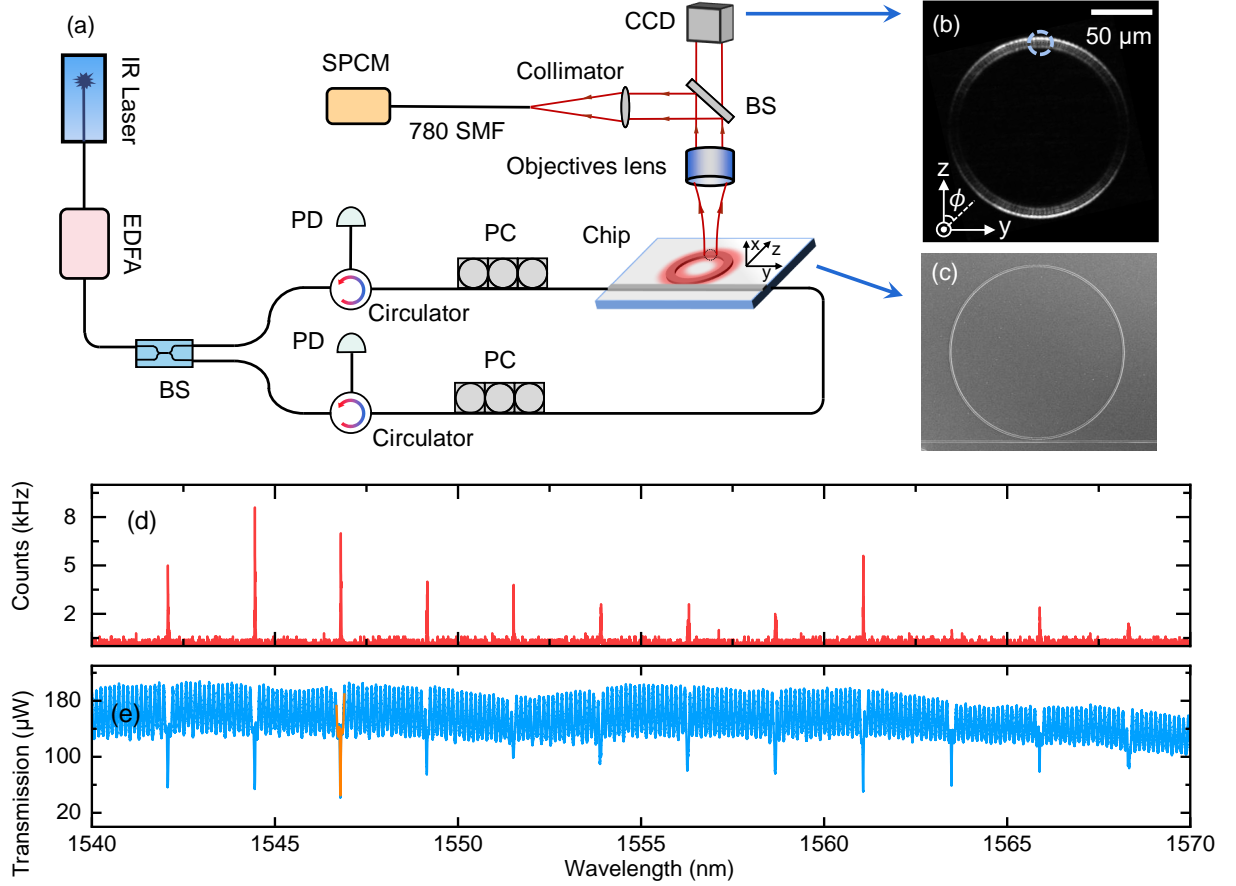 (a)
IR Laser
EDFA
BS
PD
Circulator
PC
PD
Circulator
PC
SPCM
780 SMF
Collimator
CCD
BS
Objectives lens
Chip
x
z
y
(b)
50 μm
z
ϕ
y
(c)
(d)
Counts (kHz)
8
5
2
(e)
Transmission (μW)
180
100
20
1540 1545 1550 1555 1560 1565 1570
Wavelength (nm)